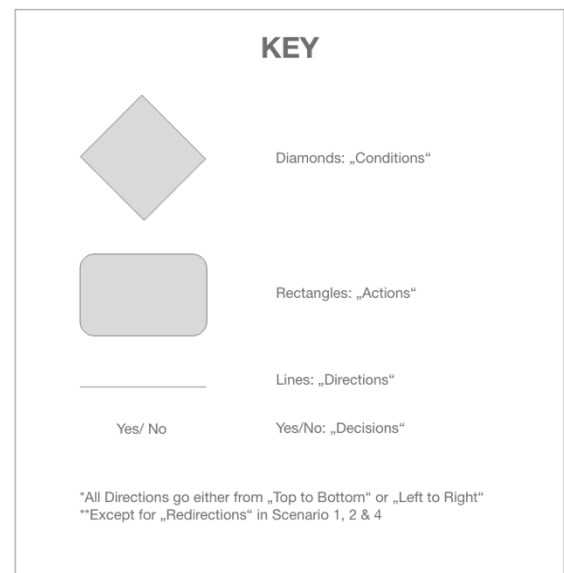 KEY
Diamonds: „Conditions“
Rectangles: „Actions“
Lines: „Directions“
Yes/ No
Yes/No: „Decisions“
*All Directions go either from „Top to Bottom“ or „Left to Right“
**Except for „Redirections“ in Scenario 1, 2 & 4